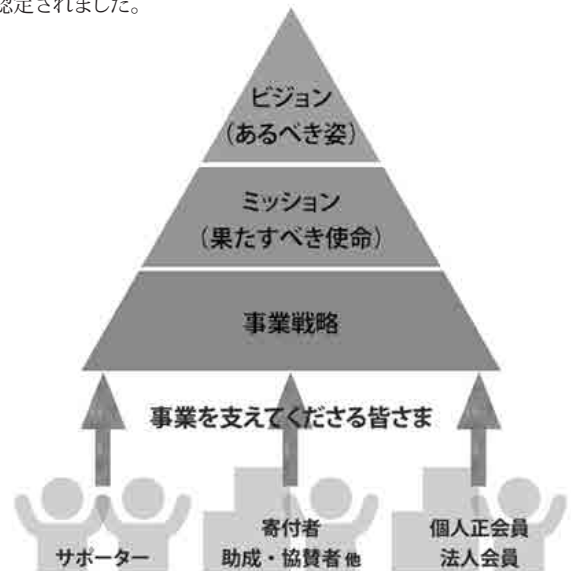 認定されました。
ビジョン
（あるべき姿）
ミッション
（果たすべき使命）
事業戦略
事業を支えてくださる皆さま
サポーター
寄付者
助成・協賛者 他
個人正会員
法人会員